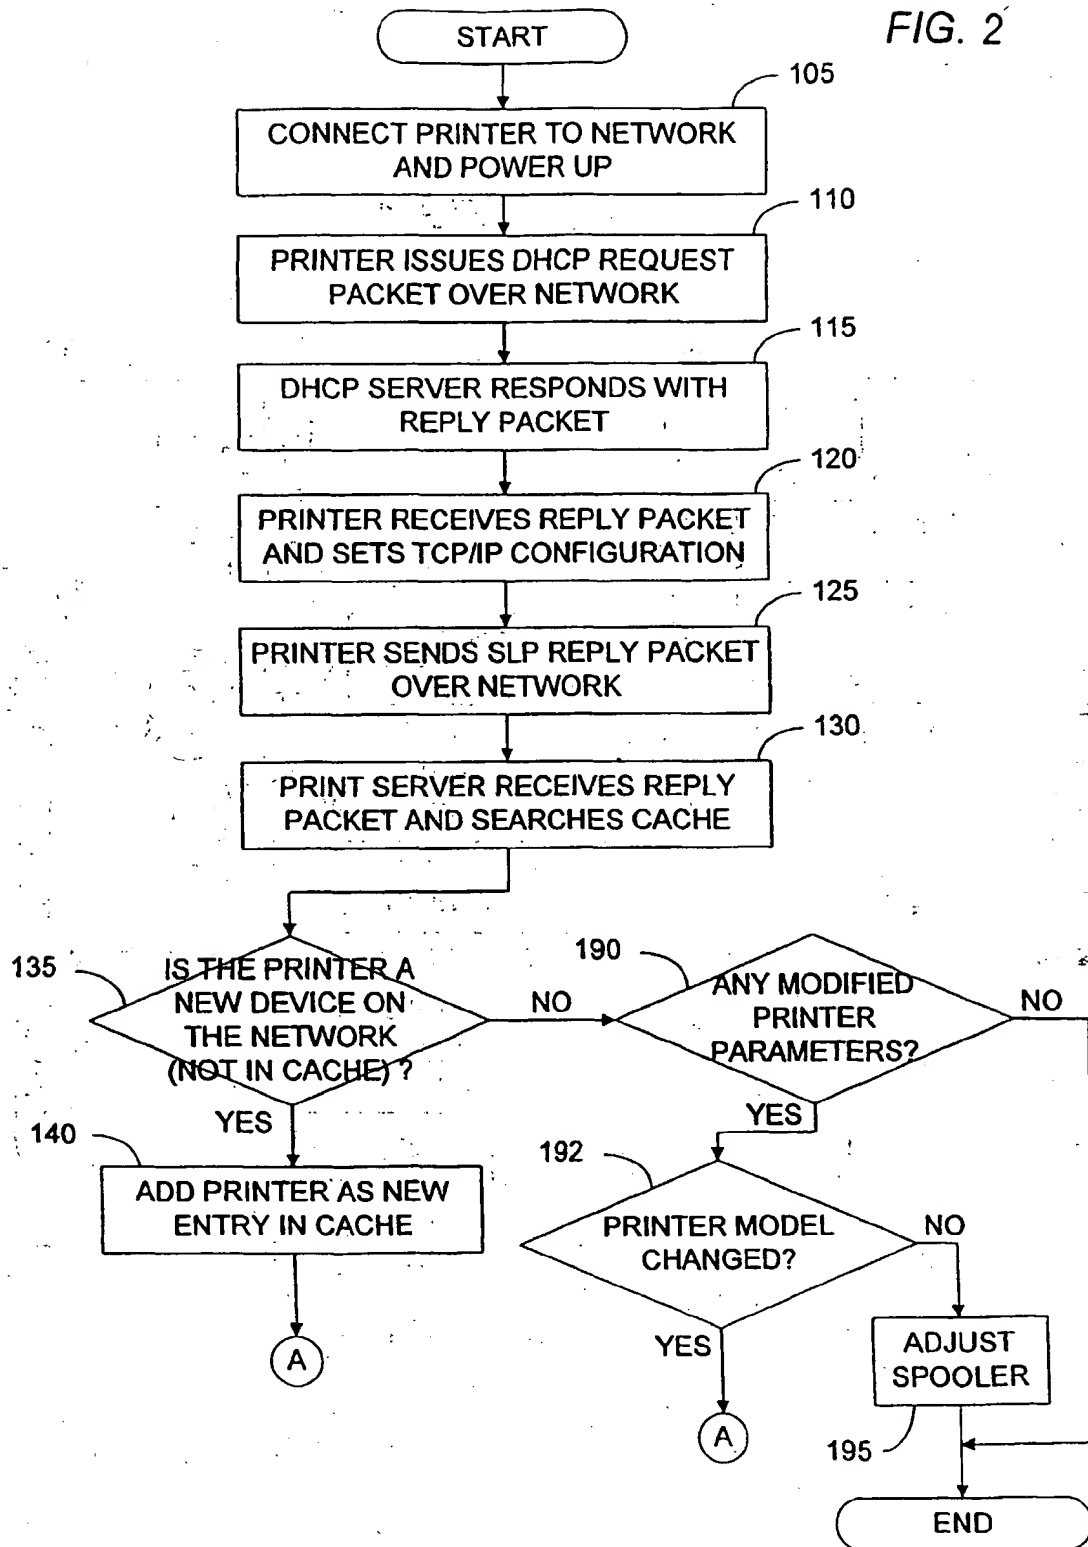 FIG. 2
START
105
CONNECT PRINTER TO NETWORK
AND POWER UP
110
PRINTER ISSUES DHCP REQUEST
PACKET OVER NETWORK
115
DHCP SERVER RESPONDS WITH
REPLY PACKET
120
PRINTER RECEIVES REPLY PACKET
AND SETS TCP/IP CONFIGURATION
125
PRINTER SENDS SLP REPLY PACKET
OVER NETWORK
130
PRINT SERVER RECEIVES REPLY
PACKET AND SEARCHES CACHE
135
IS THE PRINTER A
NEW DEVICE ON
THE NETWORK
(NOT IN CACHE) ?
NO
190
ANY MODIFIED
PRINTER
PARAMETERS?
NO
YES
YES
140
ADD PRINTER AS NEW
ENTRY IN CACHE
A
192
PRINTER MODEL
CHANGED?
NO
YES
A
ADJUST
SPOOLER
195
END